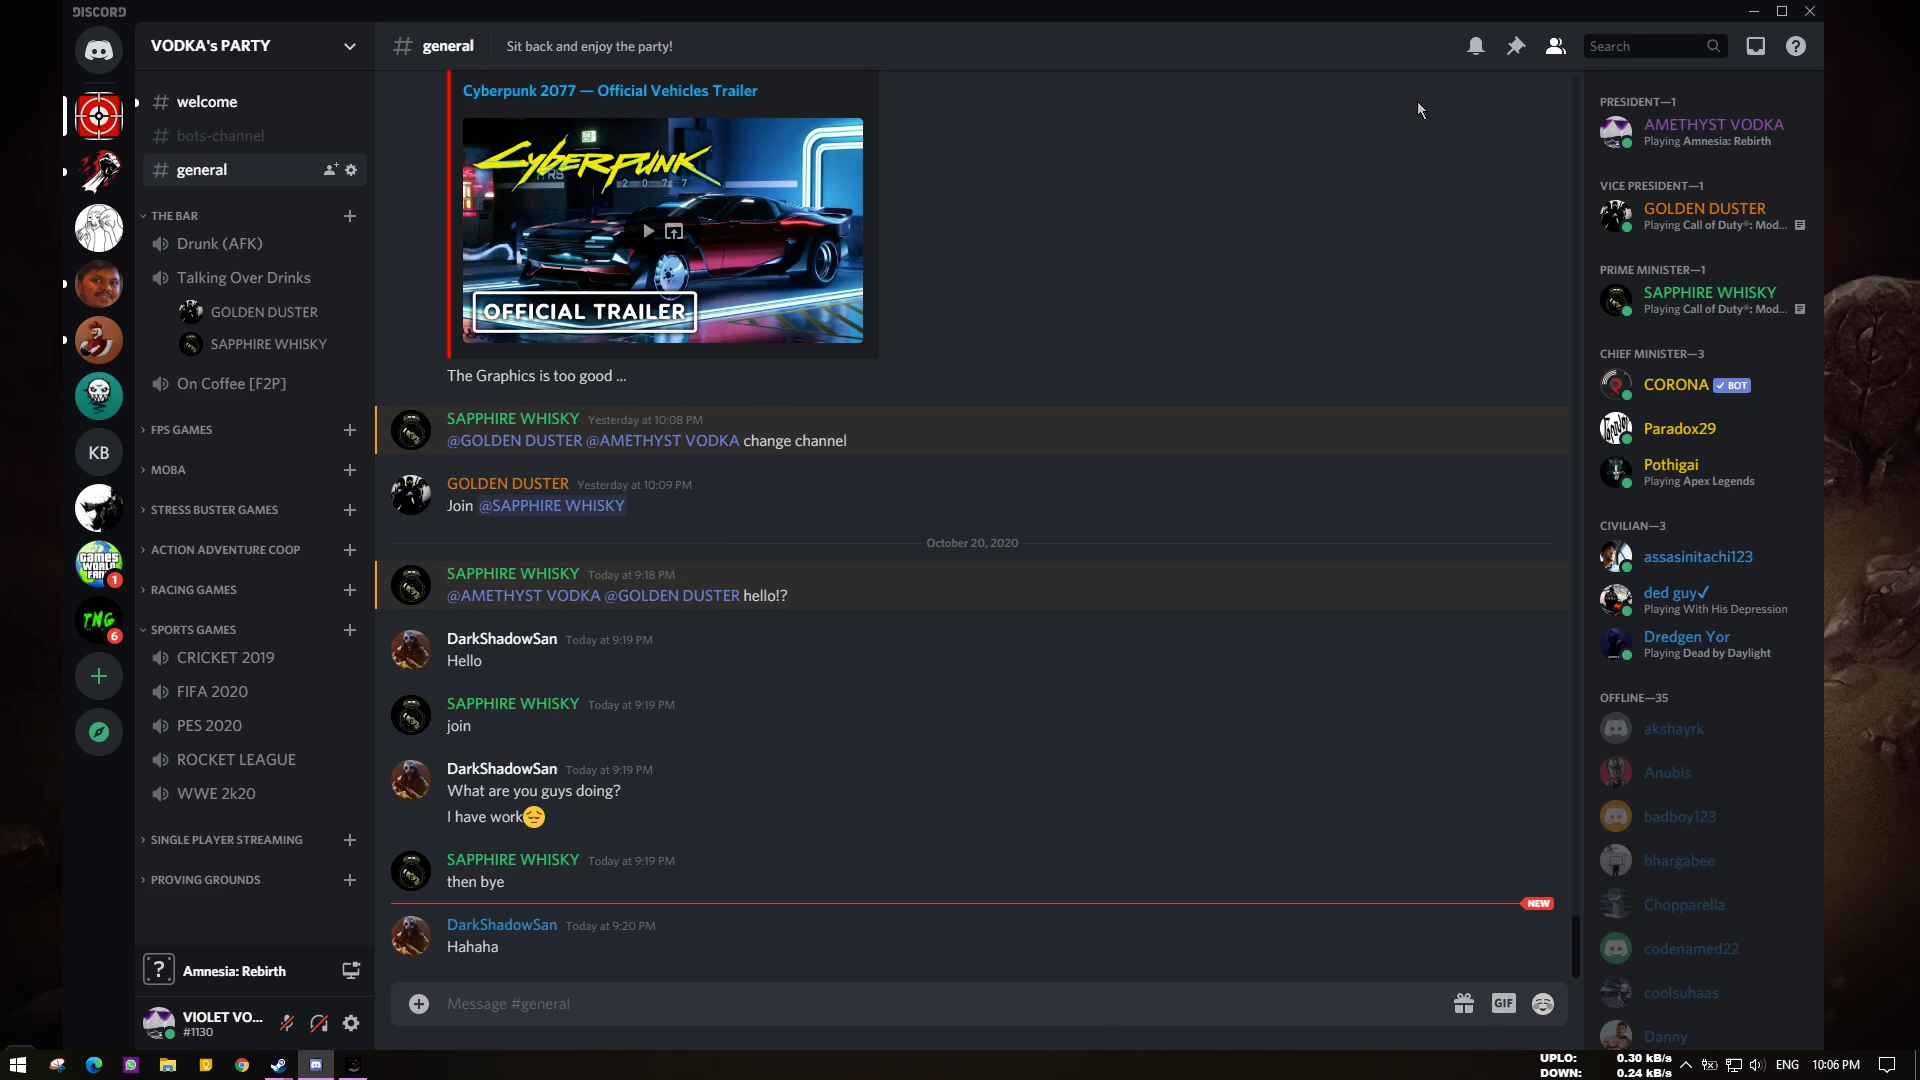 DISCORD
VODKA's PARTY
welcome
bots-channel
general
THE BAR
Drunk (AFK)
Talking Over Drinks
GOLDEN DUSTER
SAPPHIRE WHISKY
On Coffee [F2P]
FPS GAMES
MOBA
STRESS BUSTER GAMES
ACTION ADVENTURE COOP
RACING GAMES
SPORTS GAMES
CRICKET 2019
FIFA 2020
PES 2020
ROCKET LEAGUE
WWE 2k20
SINGLE PLAYER STREAMING
PROVING GROUNDS
KB
GAMES
WORLD
1
TNG
6
? Amnesia: Rebirth
VIOLET VO...
#1130
# general Sit back and enjoy the party!
Search
Cyberpunk 2077 — Official Vehicles Trailer
Cyberpunk
2077
OFFICIAL TRAILER
The Graphics is too good ...
SAPPHIRE WHISKY Yesterday at 10:08 PM
@GOLDEN DUSTER @AMETHYST VODKA change channel
GOLDEN DUSTER Yesterday at 10:09 PM
Join @SAPPHIRE WHISKY
October 20, 2020
SAPPHIRE WHISKY Today at 9:18 PM
@AMETHYST VODKA @GOLDEN DUSTER hello!?
DarkShadowSan Today at 9:19 PM
Hello
SAPPHIRE WHISKY Today at 9:19 PM
join
DarkShadowSan Today at 9:19 PM
What are you guys doing?
I have work😔
SAPPHIRE WHISKY Today at 9:19 PM
then bye
NEW
DarkShadowSan Today at 9:20 PM
Hahaha
Message #general
GIF
PRESIDENT—1
AMETHYST VODKA
Playing Amnesia: Rebirth
VICE PRESIDENT—1
GOLDEN DUSTER
Playing Call of Duty®: Mod...
PRIME MINISTER—1
SAPPHIRE WHISKY
Playing Call of Duty®: Mod...
CHIEF MINISTER—3
CORONA ✓ BOT
Paradox29
Pothigai
Playing Apex Legends
CIVILIAN—3
assasinitachi123
ded guy✓
Playing With His Depression
Dredgen Yor
Playing Dead by Daylight
OFFLINE—35
akshayrk
Anubis
badboy123
bhargabee
Chopparella
codenamed22
coolsuhaas
Danny
UPLO: 0.30 kB/s
DOWN: 0.24 kB/s
ENG
10:06 PM